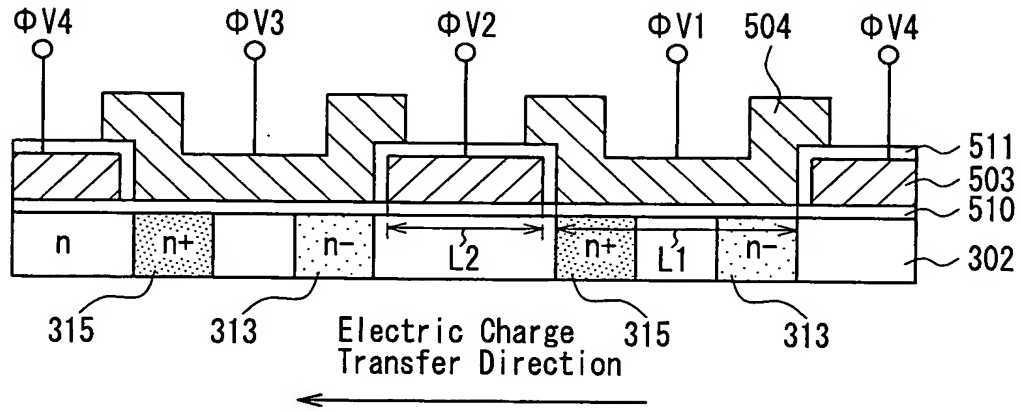 ΦV4 ΦV3 ΦV2 ΦV1 504 ΦV4
511
503
510
n n+ n− L2 n+ L1 n− 302
315 313 315 313
Electric Charge
Transfer Direction